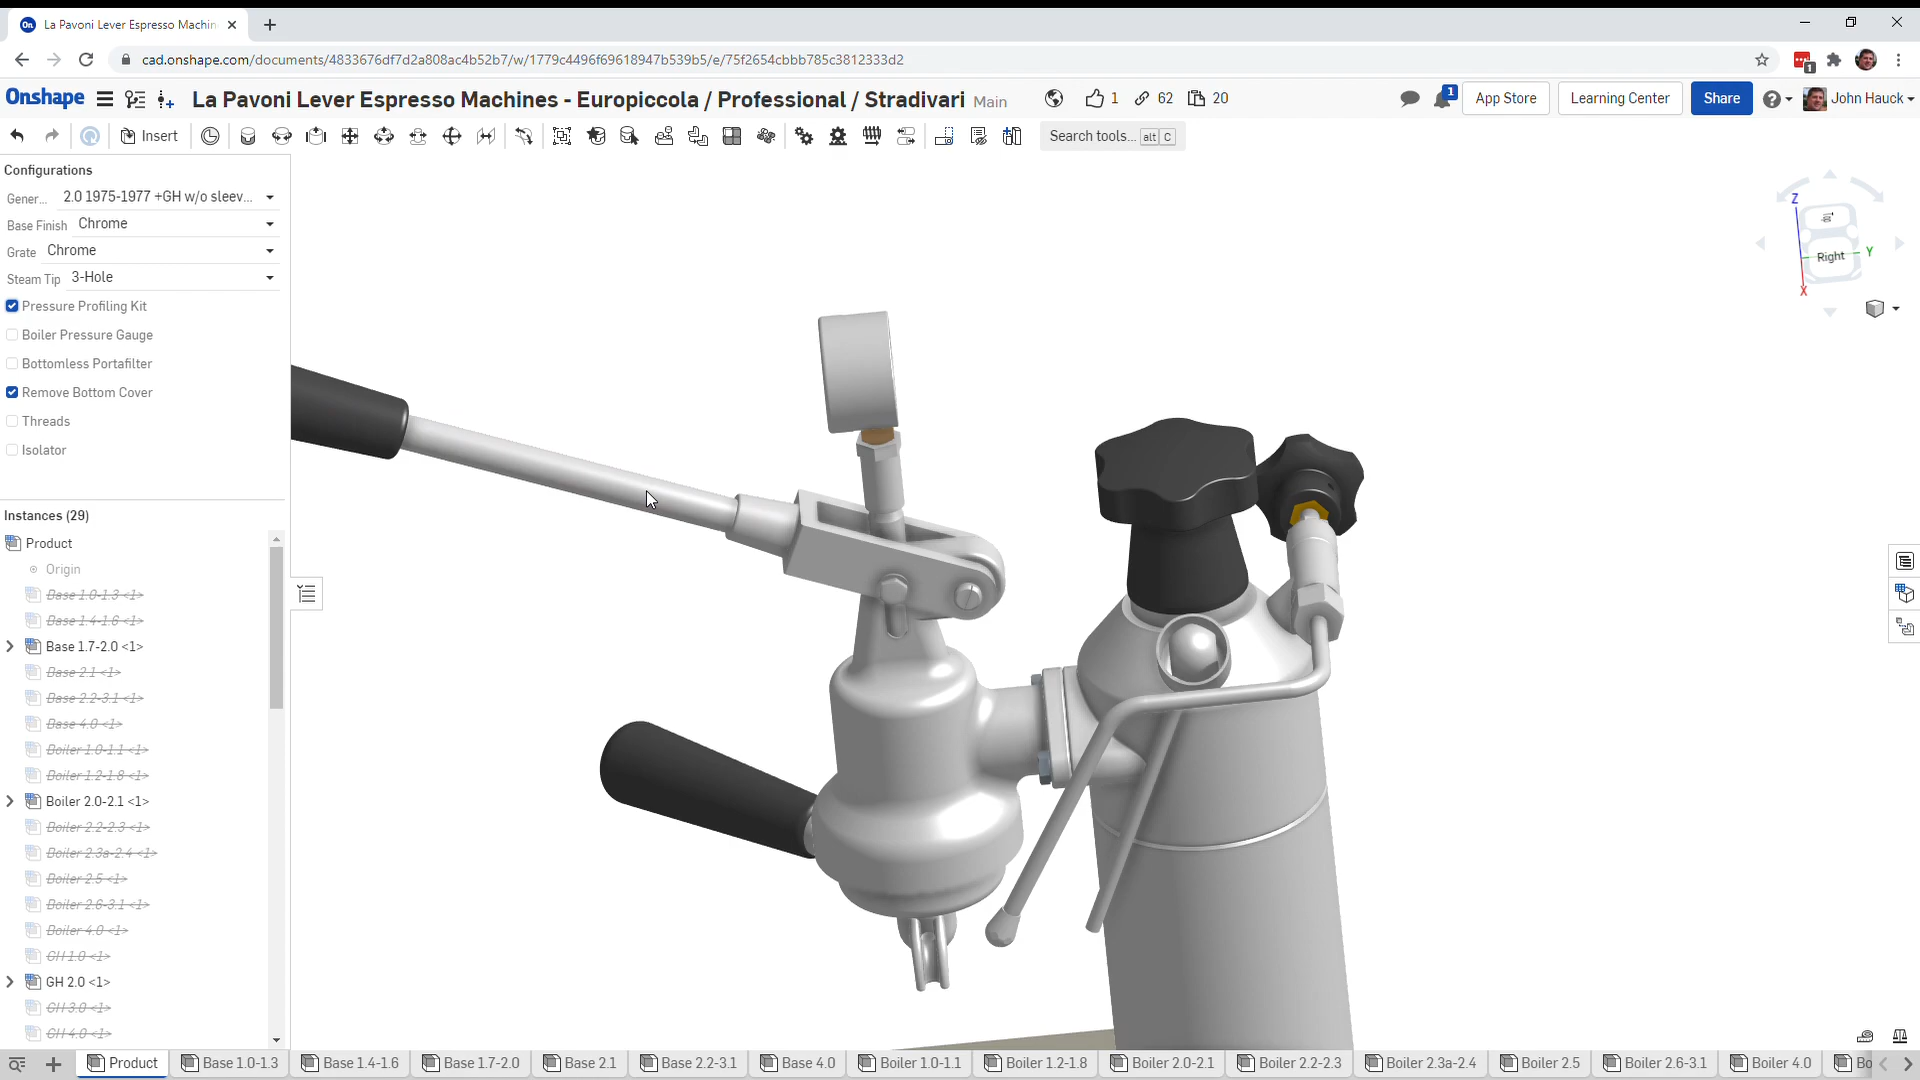 La Pavoni Lever Espresso Machin
cad.onshape.com/documents/4833676df7d2a808ac4b52b7/w/1779c4496f69618947b539b5/e/75f2654cbbb785c3812333d2
1
Onshape
La Pavoni Lever Espresso Machines - Europiccola / Professional / Stradivari Main
1 62 20
1
App Store
Learning Center
Share
John Hauck
Insert
Search tools... alt C
Configurations
Gener... 2.0 1975-1977 +GH w/o sleev...
Base Finish Chrome
Grate Chrome
Steam Tip 3-Hole
Pressure Profiling Kit
Boiler Pressure Gauge
Bottomless Portafilter
Remove Bottom Cover
Threads
Isolator
Instances (29)
Product
Origin
Base 1.0-1.3 <1>
Base 1.4-1.6 <1>
Base 1.7-2.0 <1>
Base 2.1 <1>
Base 2.2-3.1 <1>
Base 4.0 <1>
Boiler 1.0-1.1 <1>
Boiler 1.2-1.8 <1>
Boiler 2.0-2.1 <1>
Boiler 2.2-2.3 <1>
Boiler 2.3a-2.4 <1>
Boiler 2.5 <1>
Boiler 2.6-3.1 <1>
Boiler 4.0 <1>
GH 1.0 <1>
GH 2.0 <1>
GH 3.0 <1>
GH 4.0 <1>
Z
Right
Y
X
Product
Base 1.0-1.3
Base 1.4-1.6
Base 1.7-2.0
Base 2.1
Base 2.2-3.1
Base 4.0
Boiler 1.0-1.1
Boiler 1.2-1.8
Boiler 2.0-2.1
Boiler 2.2-2.3
Boiler 2.3a-2.4
Boiler 2.5
Boiler 2.6-3.1
Boiler 4.0
Bo